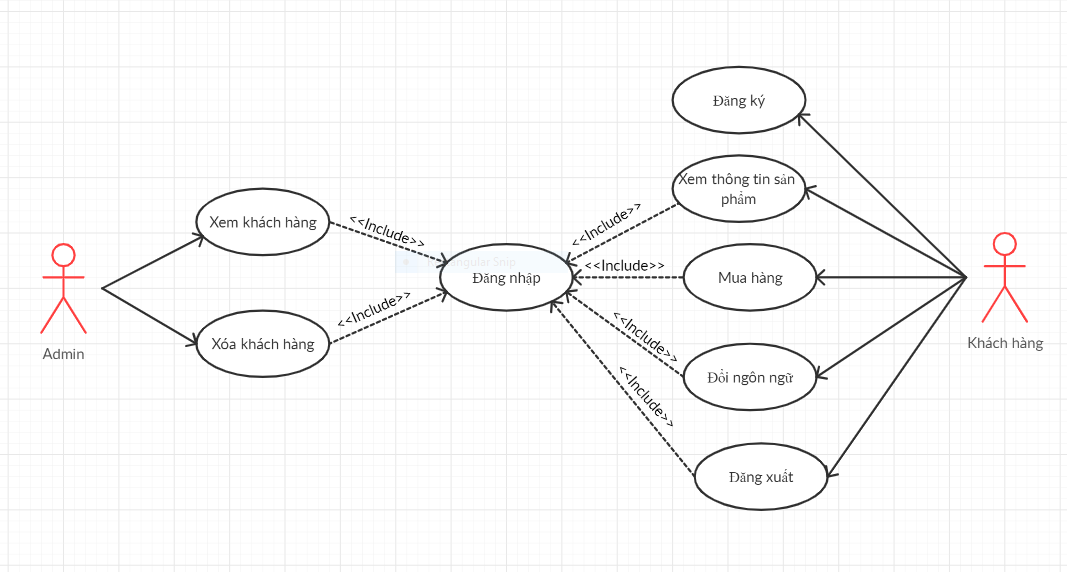 Đăng ký
Xem thông tin sản
phẩm
Xem khách hàng
<<Include>>
<<Include>>
Đăng nhập
<<Include>>
Mua hàng
<<Include>>
Xóa khách hàng
<<Include>>
Đổi ngôn ngữ
<<Include>>
Đăng xuất
Admin
Khách hàng